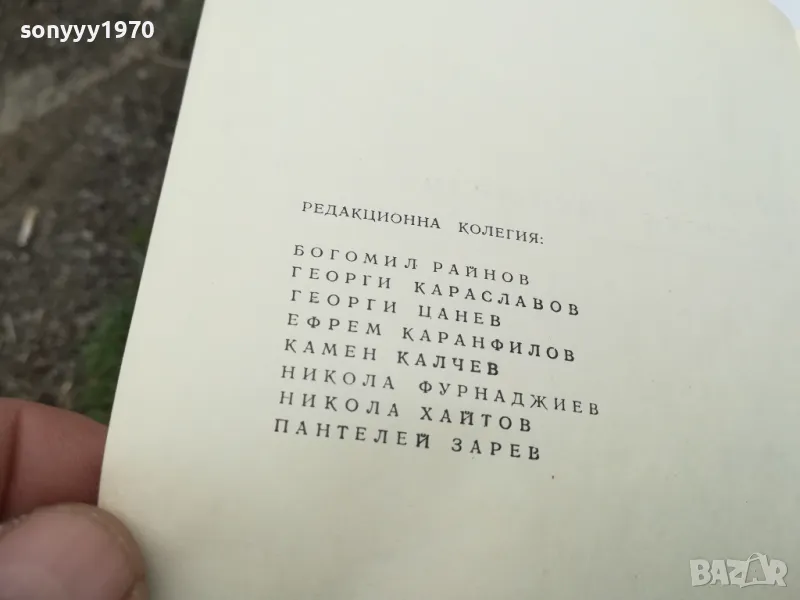 sonyyy1970
РЕДАКЦИОННА КОЛЕГИЯ:
БОГОМИЛ РАЙНОВ
ГЕОРГИ КАРАСЛАВОВ
ГЕОРГИ ЦАНЕВ
ЕФРЕМ КАРАНФИЛОВ
КАМЕН КАЛЧЕВ
НИКОЛА ФУРНАДЖИЕВ
НИКОЛА ХАЙТОВ
ПАНТЕЛЕЙ ЗАРЕВ
BAZAR